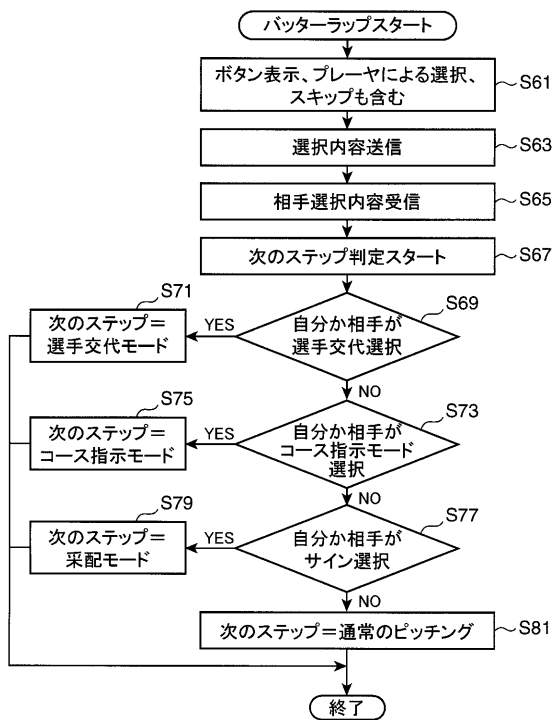 バッターラップスタート
ボタン表示、プレーヤによる選択、
スキップも含む
S61
選択内容送信
S63
相手選択内容受信
S65
次のステップ判定スタート
S67
S69
自分か相手が
選手交代選択
YES
NO
S71
次のステップ＝
選手交代モード
S73
自分か相手が
コース指示モード
選択
YES
NO
S75
次のステップ＝
コース指示モード
S77
自分か相手が
サイン選択
YES
NO
S79
次のステップ＝
采配モード
次のステップ＝通常のピッチング
S81
終了